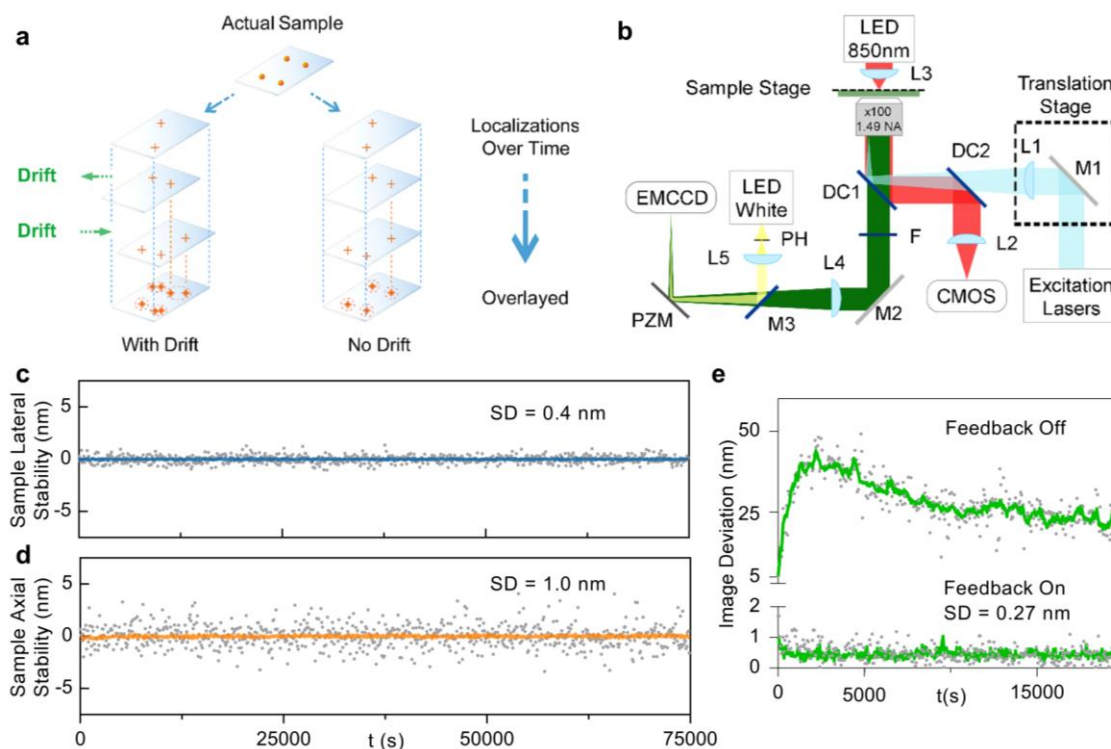 a
Actual Sample
Drift
Drift
With Drift
No Drift
Localizations
Over Time
Overlayed
b
LED
850nm
L3
Sample Stage
x100
1.49 NA
Translation
Stage
L1
M1
DC2
DC1
EMCCD
LED
White
PH
L5
F
L2
L4
CMOS
Excitation
Lasers
PZM
M3
M2
c
Sample Lateral
Stability (nm)
5
0
-5
SD = 0.4 nm
d
Sample Axial
Stability (nm)
5
0
-5
SD = 1.0 nm
0
25000
t (s)
50000
75000
e
Image Deviation (nm)
50
25
5
Feedback Off
2
1
0
Feedback On
SD = 0.27 nm
0
5000
t(s)
15000